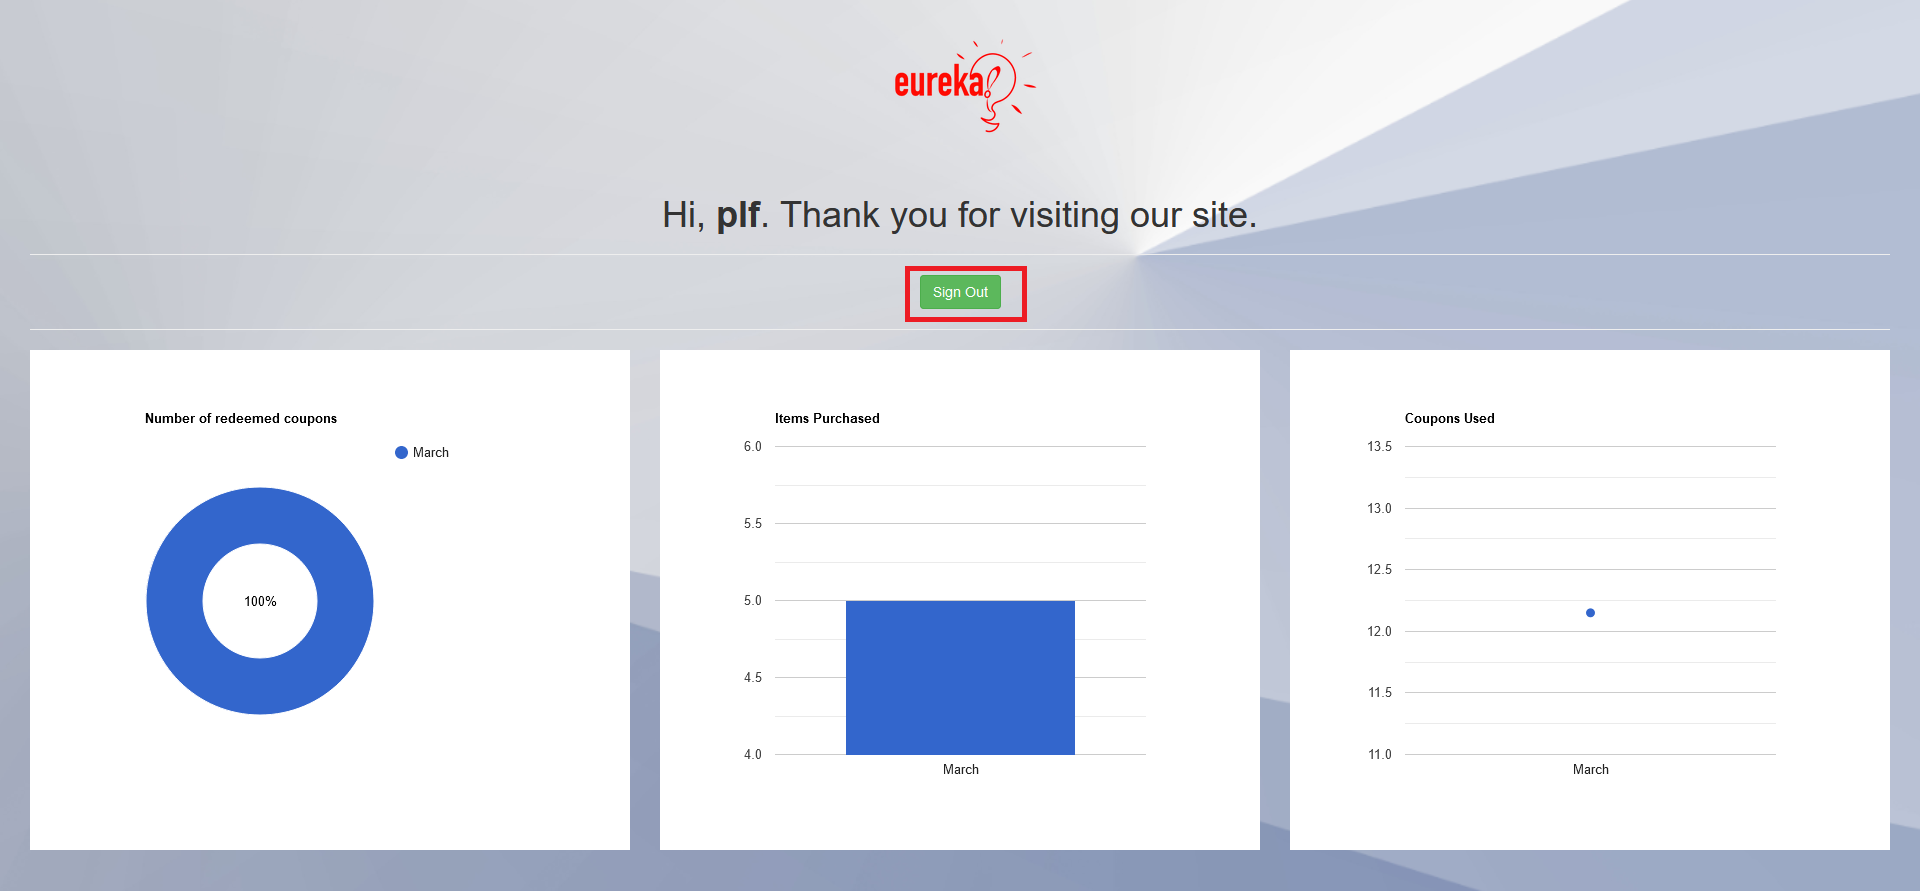 eureka!
Hi, plf. Thank you for visiting our site.
Sign Out
Number of redeemed coupons
March
100%
Items Purchased
6.0
5.5
5.0
4.5
4.0
March
Coupons Used
13.5
13.0
12.5
12.0
11.5
11.0
March